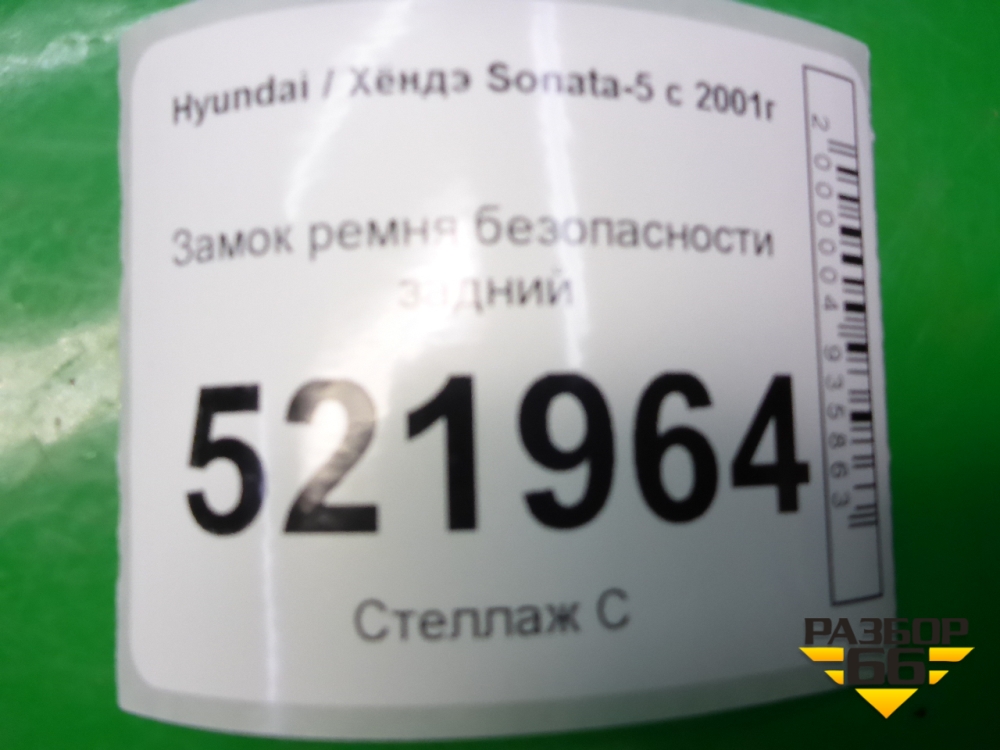 Hyundai / Хёндэ Sonata-5 с 2001г
Замок ремня безопасности
задний
521964
Стеллаж С
2000004935863
РАЗБОР
66